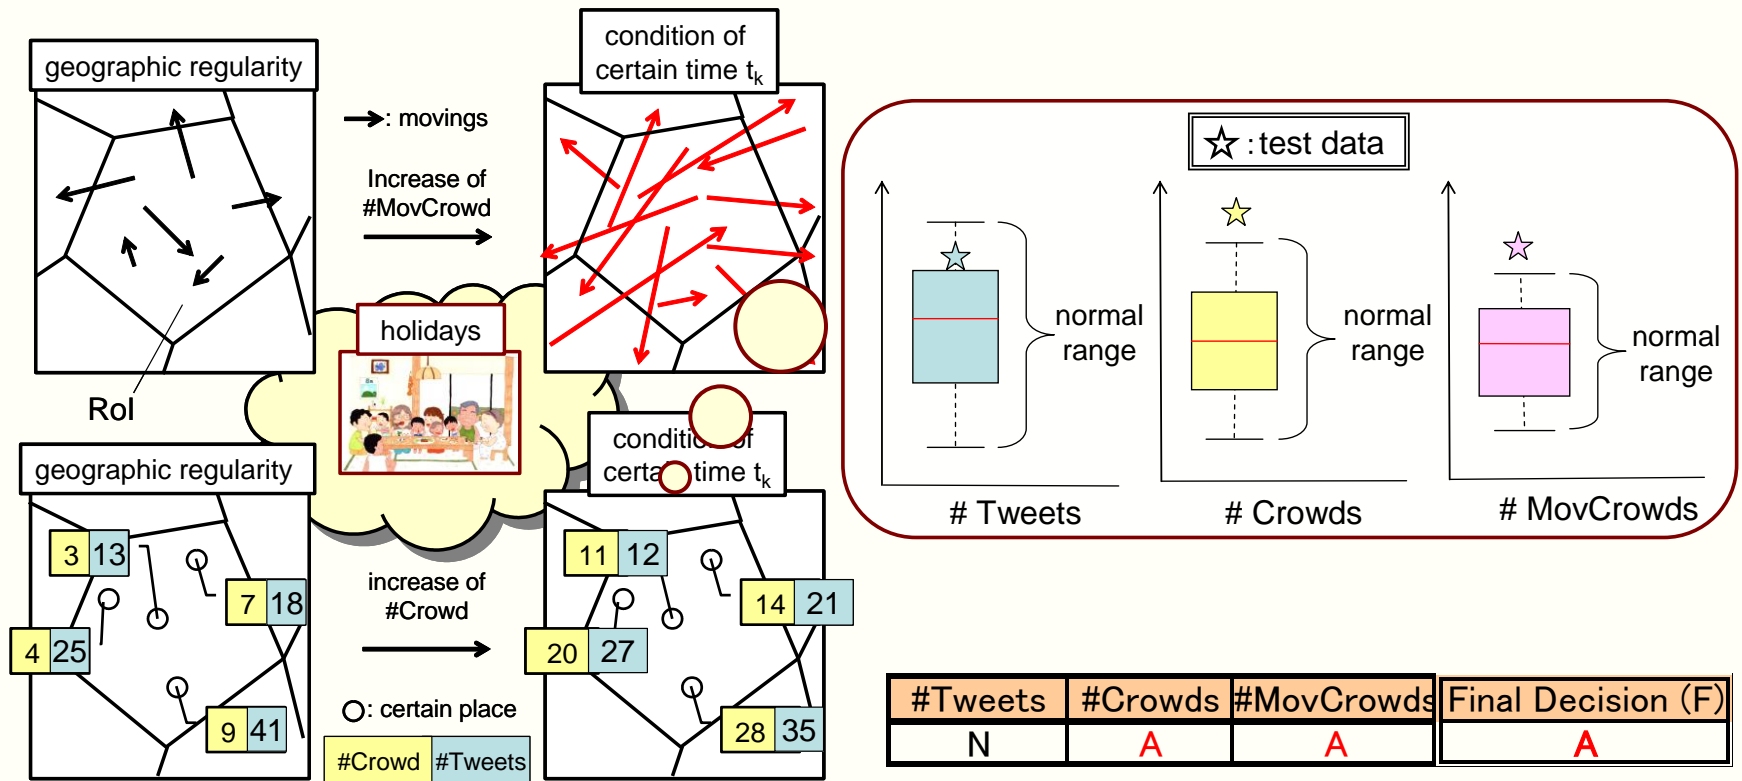 geographic regularity
: movings
Increase of
#MovCrowd
condition of
certain time tk
RoI
holidays
geographic regularity
3 13
7 18
4 25
9 41
increase of
#Crowd
: certain place
#Crowd #Tweets
condition of
certain time tk
11 12
14 21
20 27
28 35
: test data
normal
range
# Tweets
normal
range
# Crowds
normal
range
# MovCrowds
#Tweets #Crowds #MovCrowds Final Decision (F)
N A A A